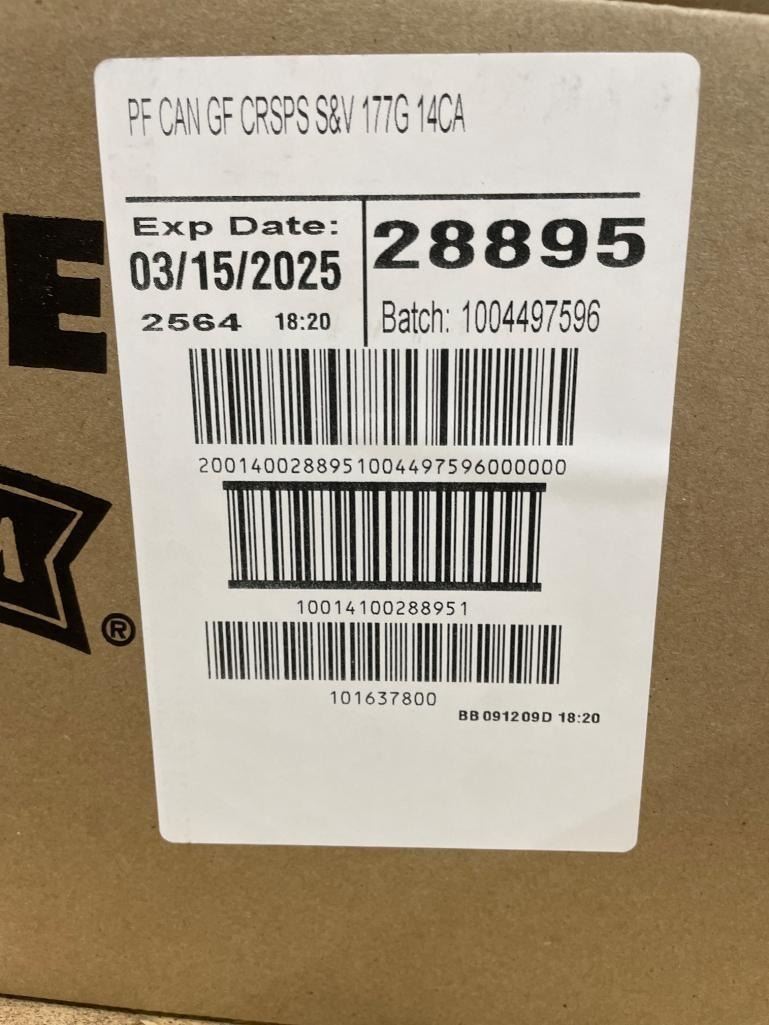 PF CAN GF CRSPS S&V 177G 14CA
Exp Date:
03/15/2025
2564 18:20
28895
Batch: 1004497596
2001400288951004497596000000
10014100288951
101637800
BB 091209D 18:20
E
M
®